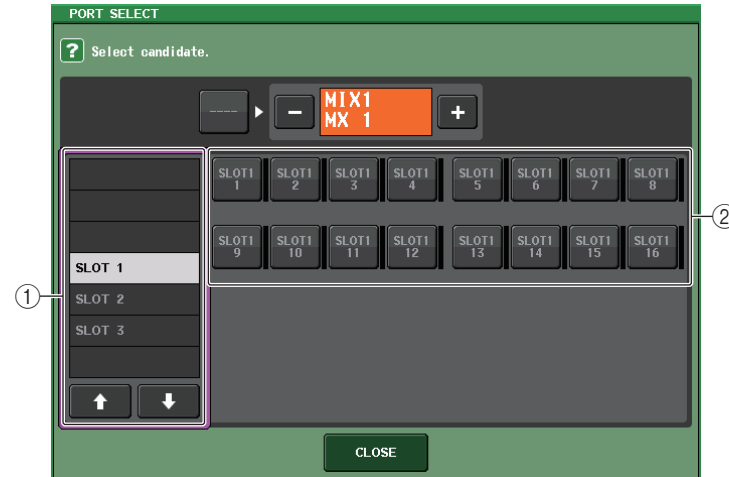 PORT SELECT
? Select candidate.
---- − MIX1 +
MX 1
SLOT1 SLOT1 SLOT1 SLOT1 SLOT1 SLOT1 SLOT1 SLOT1
1 2 3 4 5 6 7 8
②
SLOT1 SLOT1 SLOT1 SLOT1 SLOT1 SLOT1 SLOT1 SLOT1
9 10 11 12 13 14 15 16
SLOT 1
① SLOT 2
SLOT 3
CLOSE